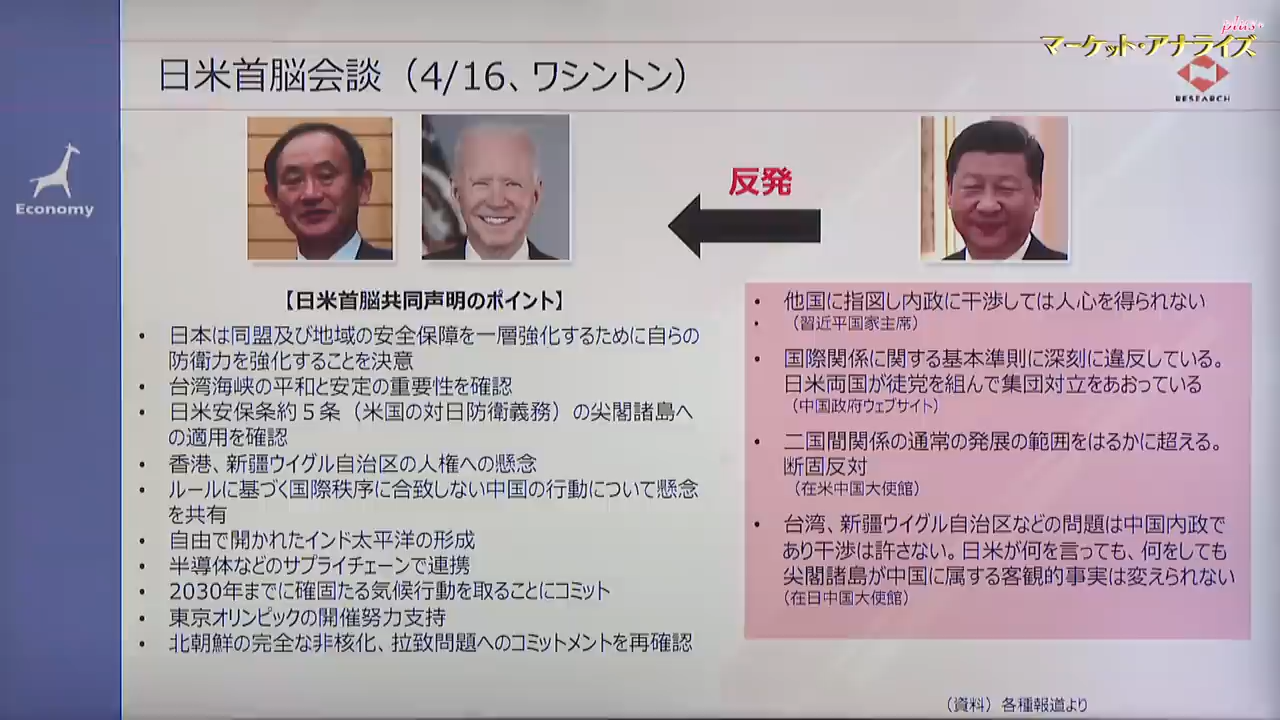 plus+
マーケット・アナライズ
RESEARCH
日米首脳会談（4/16、ワシントン）
Economy
反発
【日米首脳共同声明のポイント】
• 日本は同盟及び地域の安全保障を一層強化するために自らの
防衛力を強化することを決意
• 台湾海峡の平和と安定の重要性を確認
• 日米安保条約５条（米国の対日防衛義務）の尖閣諸島へ
の適用を確認
• 香港、新疆ウイグル自治区の人権への懸念
• ルールに基づく国際秩序に合致しない中国の行動について懸念
を共有
• 自由で開かれたインド太平洋の形成
• 半導体などのサプライチェーンで連携
• 2030年までに確固たる気候行動を取ることにコミット
• 東京オリンピックの開催努力支持
• 北朝鮮の完全な非核化、拉致問題へのコミットメントを再確認
• 他国に指図し内政に干渉しては人心を得られない
• （習近平国家主席）
• 国際関係に関する基本準則に深刻に違反している。
日米両国が徒党を組んで集団対立をあおっている
（中国政府ウェブサイト）
• 二国間関係の通常の発展の範囲をはるかに超える。
断固反対
（在米中国大使館）
• 台湾、新疆ウイグル自治区などの問題は中国内政で
あり干渉は許さない。日米が何を言っても、何をしても
尖閣諸島が中国に属する客観的事実は変えられない
（在日中国大使館）
（資料）各種報道より